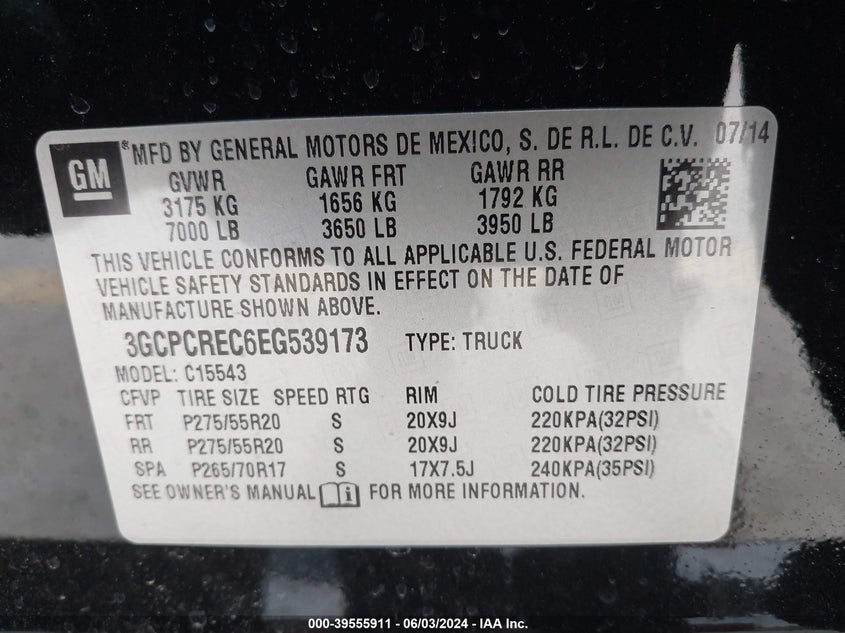 GM
®MFD BY GENERAL MOTORS DE MEXICO, S. DE R.L. DE C.V. 07/14
GVWR GAWR FRT GAWR RR
3175 KG 1656 KG 1792 KG
7000 LB 3650 LB 3950 LB
THIS VEHICLE CONFORMS TO ALL APPLICABLE U.S. FEDERAL MOTOR
VEHICLE SAFETY STANDARDS IN EFFECT ON THE DATE OF
MANUFACTURE SHOWN ABOVE.
3GCPCREC6EG539173 TYPE: TRUCK
MODEL: C15543
CFVP TIRE SIZE SPEED RTG RIM COLD TIRE PRESSURE
FRT P275/55R20 S 20X9J 220KPA(32PSI)
RR P275/55R20 S 20X9J 220KPA(32PSI)
SPA P265/70R17 S 17X7.5J 240KPA(35PSI)
SEE OWNER'S MANUAL FOR MORE INFORMATION.
000-39555911 - 06/03/2024 - IAA Inc.